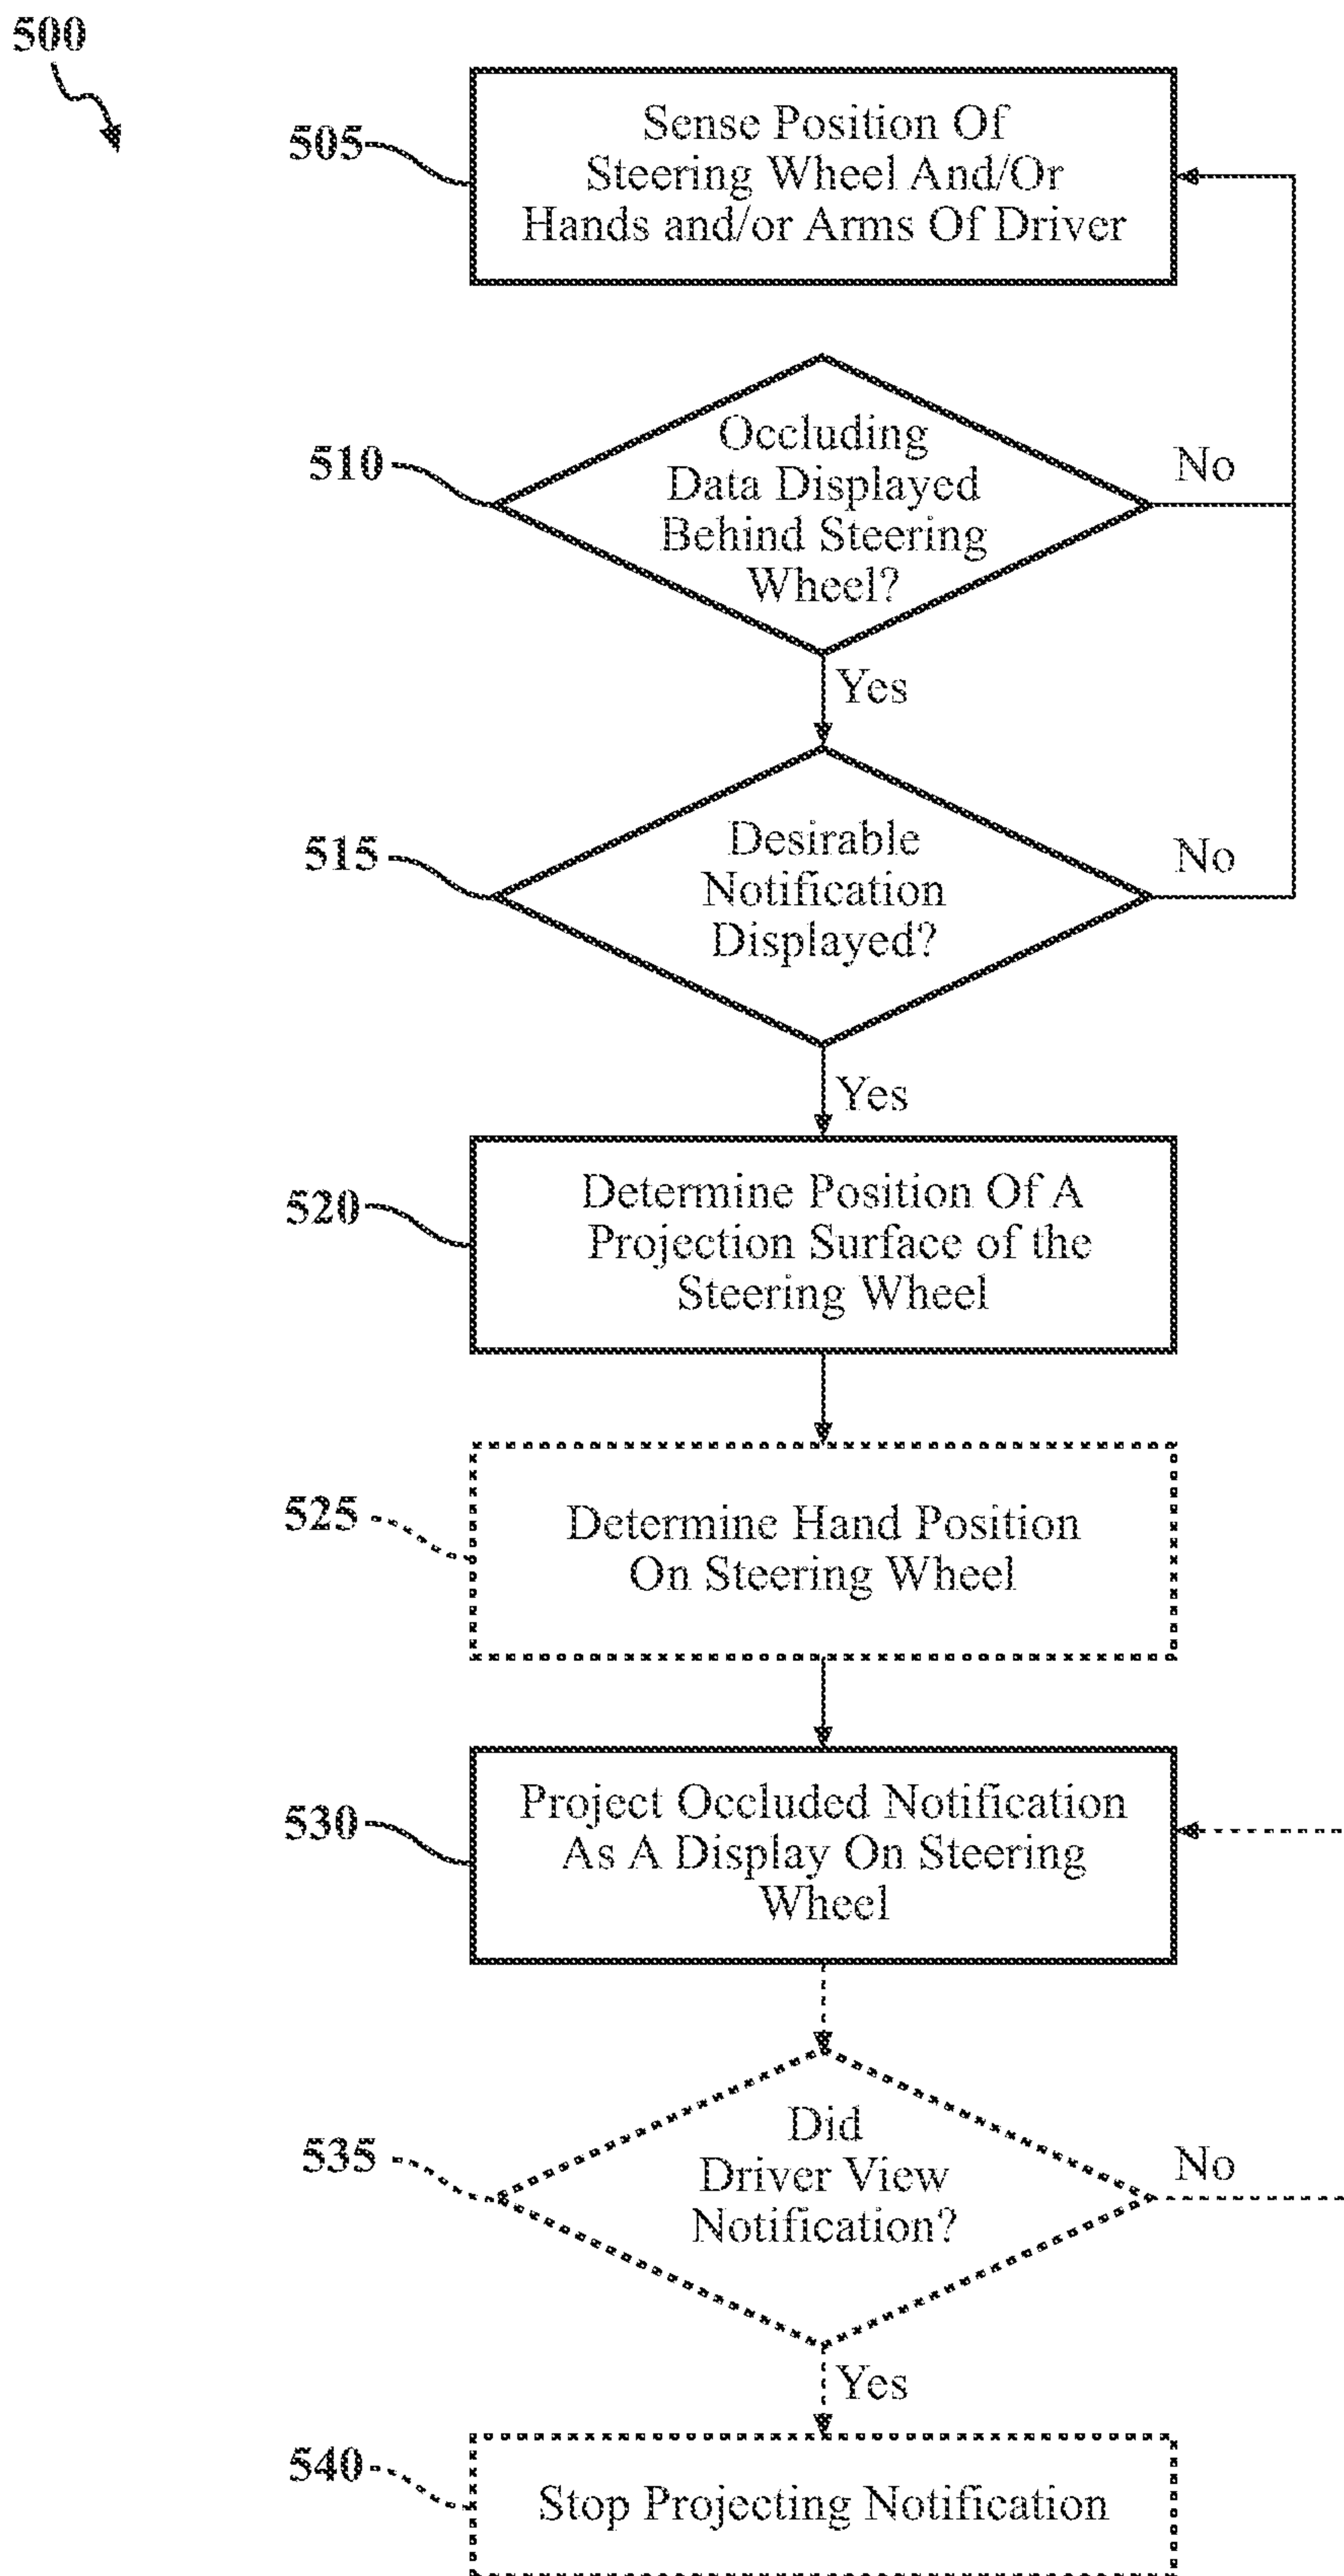 500
505
Sense Position Of
Steering Wheel And/Or
Hands and/or Arms Of Driver
510
Occluding
Data Displayed
Behind Steering
Wheel?
No
Yes
515
Desirable
Notification
Displayed?
No
Yes
520
Determine Position Of A
Projection Surface of the
Steering Wheel
525
Determine Hand Position
On Steering Wheel
530
Project Occluded Notification
As A Display On Steering
Wheel
535
Did
Driver View
Notification?
No
Yes
540
Stop Projecting Notification